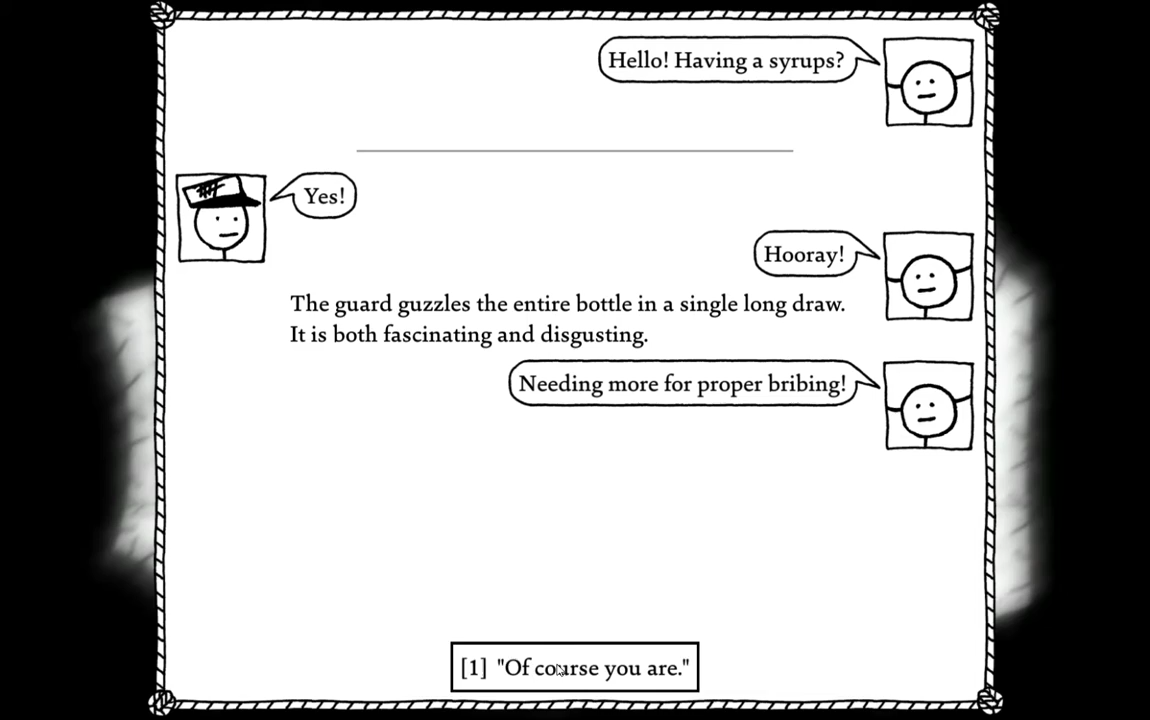 Hello! Having a syrups?
Yes!
Hooray!
The guard guzzles the entire bottle in a single long draw.
It is both fascinating and disgusting.
Needing more for proper bribing!
[1] "Of course you are."